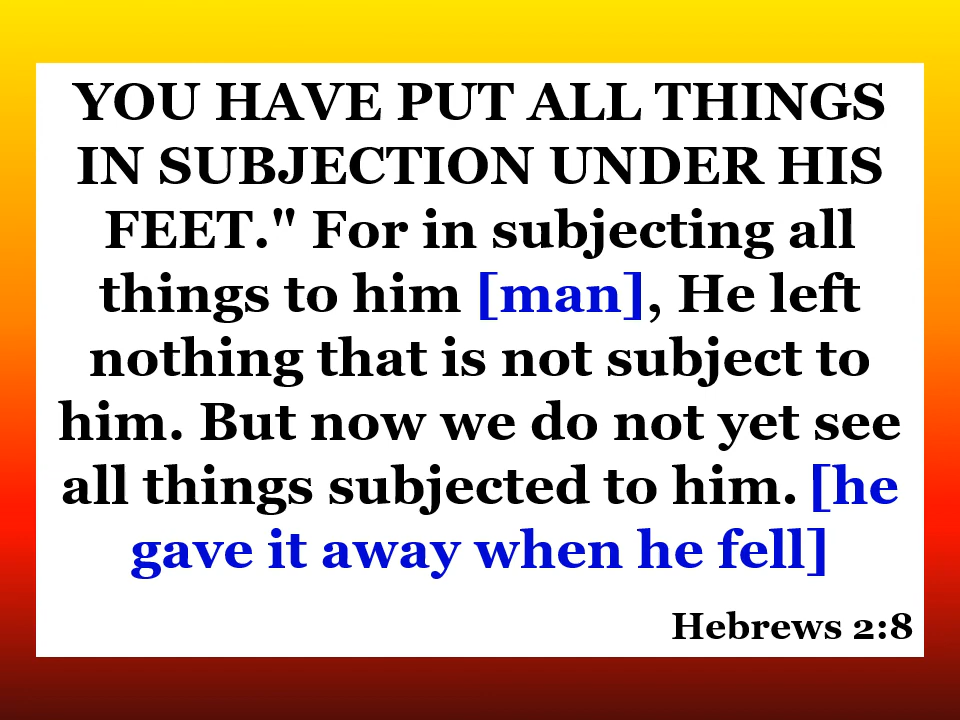 YOU HAVE PUT ALL THINGS
IN SUBJECTION UNDER HIS
FEET." For in subjecting all
things to him [man], He left
nothing that is not subject to
him. But now we do not yet see
all things subjected to him. [he
gave it away when he fell]
Hebrews 2:8